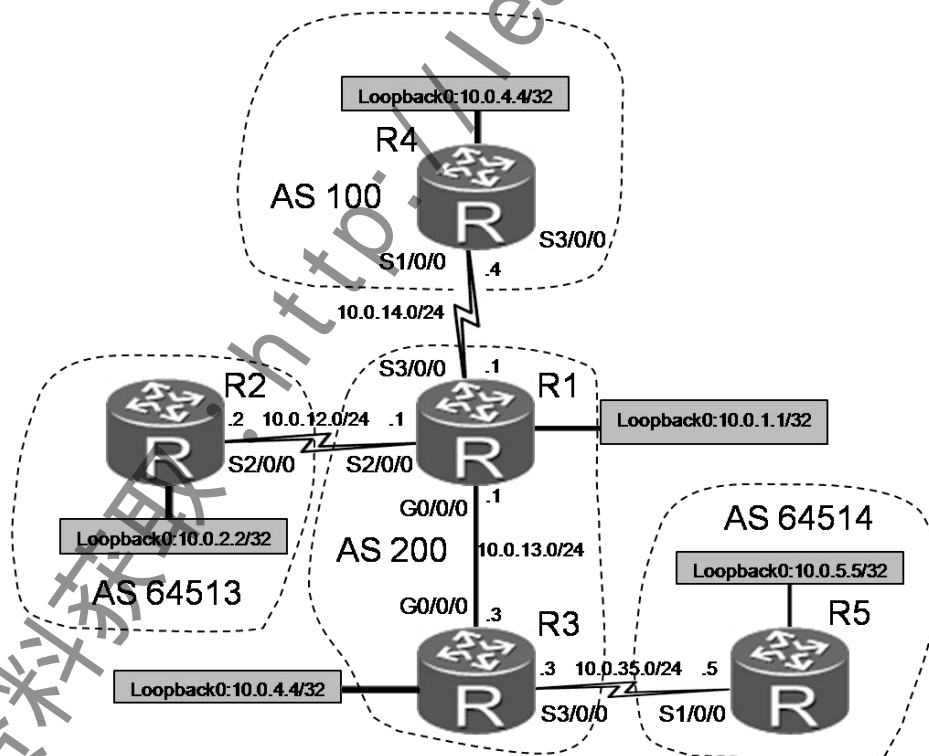 Loopback0:10.0.4.4/32
R4
AS 100
R
S3/0/0
S1/0/0
.4
10.0.14.0/24
S3/0/0
.1
R2
R1
.2
10.0.12.0/24
.1
Loopback0:10.0.1.1/32
R
R
S2/0/0
S2/0/0
G0/0/0
.1
Loopback0:10.0.2.2/32
AS 200
10.0.13.0/24
AS 64514
Loopback0:10.0.5.5/32
AS 64513
G0/0/0
.3
R3
R5
.3
10.0.35.0/24
.5
Loopback0:10.0.4.4/32
R
S3/0/0
S1/0/0
R
料获取:http://lea